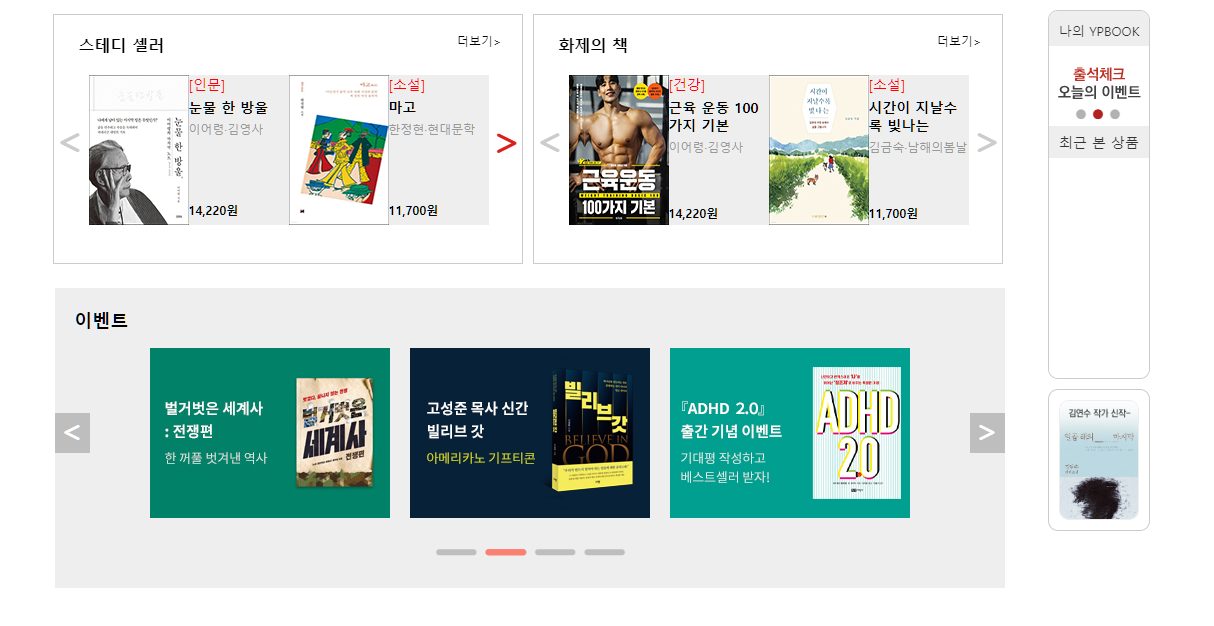 스테디 셀러
더보기>
[인문]
눈물 한 방울
이어령·김영사
14,220원
눈물 한 방울
[소설]
마고
한정현·현대문학
11,700원
화제의 책
더보기>
[건강]
근육 운동 100
가지 기본
이어령·김영사
14,220원
근육운동
100가지 기본
[소설]
시간이 지날수
록 빛나는
김금숙·남해의봄날
11,700원
시간이
지날수록
빛나는
이벤트
벌거벗은 세계사
: 전쟁편
한 꺼풀 벗겨낸 역사
벌거벗은
세계사
전쟁편
고성준 목사 신간
빌리브 갓
아메리카노 기프티콘
빌리브갓
BELIEVE IN
GOD
『ADHD 2.0』
출간 기념 이벤트
기대평 작성하고
베스트셀러 받자!
ADHD
2.0
<
>
나의 YPBOOK
출석체크
오늘의 이벤트
최근 본 상품
김연수 작가 신작~